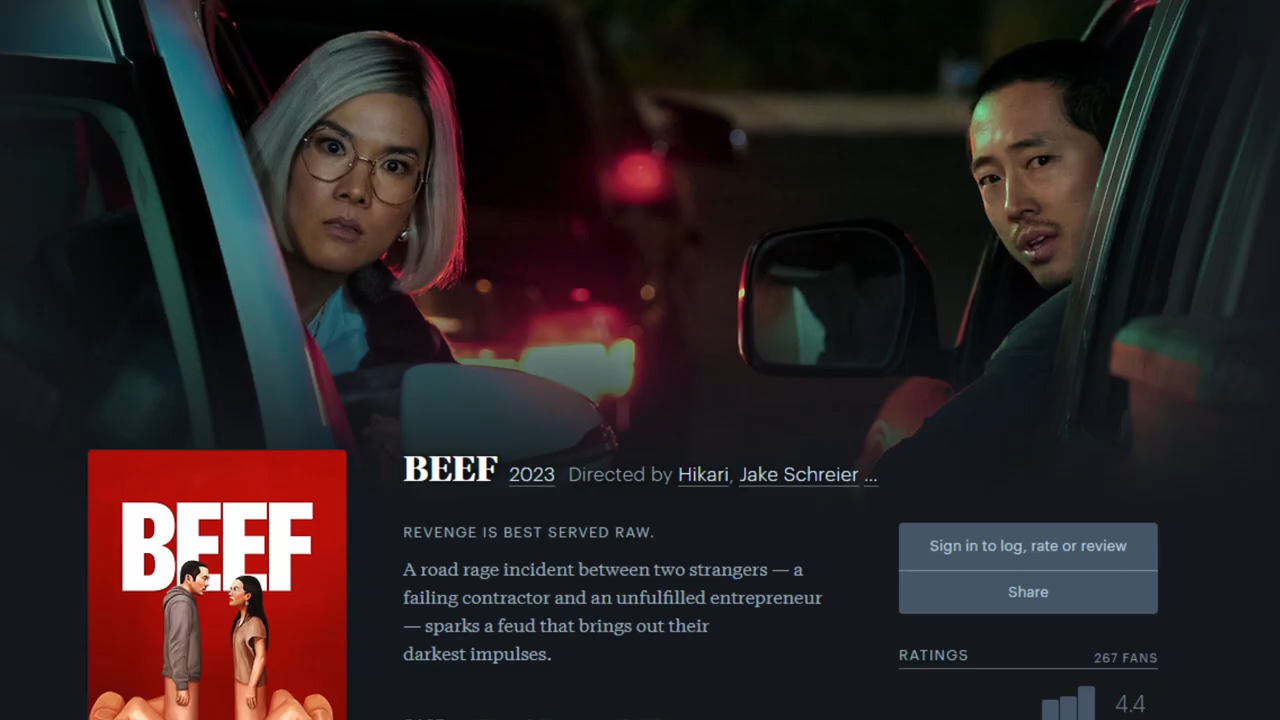 BEEF 2023 Directed by Hikari, Jake Schreier ...
BEEF
REVENGE IS BEST SERVED RAW.
A road rage incident between two strangers — a
failing contractor and an unfulfilled entrepreneur
— sparks a feud that brings out their
darkest impulses.
Sign in to log, rate or review
Share
RATINGS 267 FANS
4.4